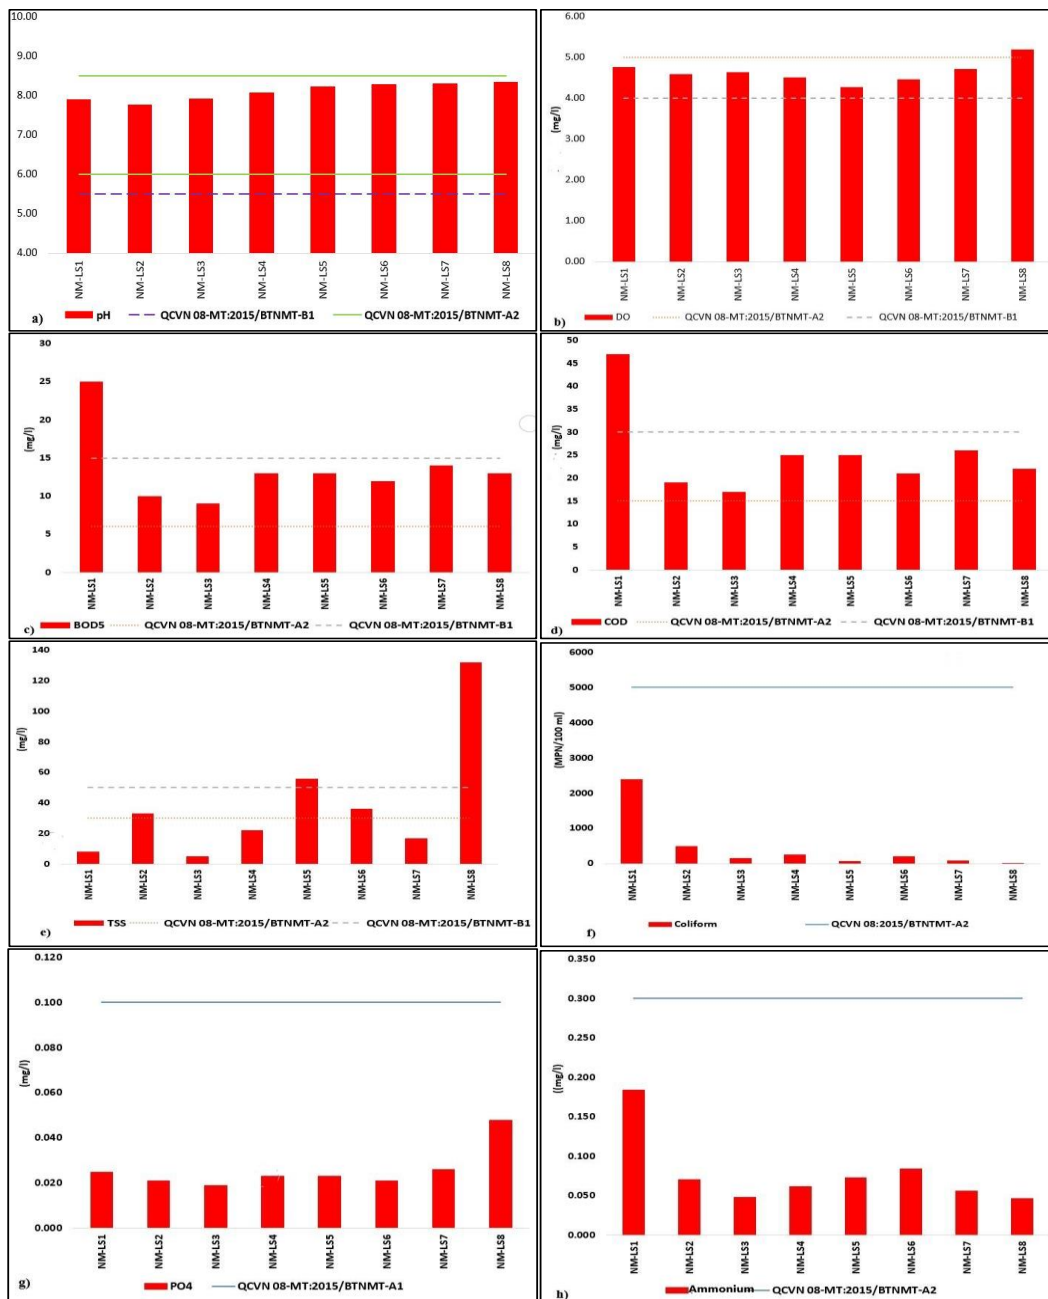 10.00
9.00
8.00
7.00
6.00
5.00
4.00
NM-LS1 NM-LS2 NM-LS3 NM-LS4 NM-LS5 NM-LS6 NM-LS7 NM-LS8
a) pH QCVN 08-MT:2015/BTNMT-B1 QCVN 08-MT:2015/BTNMT-A2
6.00
5.00
4.00
3.00
2.00
1.00
0.00
(mg/l)
NM-LS1 NM-LS2 NM-LS3 NM-LS4 NM-LS5 NM-LS6 NM-LS7 NM-LS8
b) DO QCVN 08-MT:2015/BTNMT-A2 QCVN 08-MT:2015/BTNMT-B1
30
25
20
15
10
5
0
(mg/l)
NM-LS1 NM-LS2 NM-LS3 NM-LS4 NM-LS5 NM-LS6 NM-LS7 NM-LS8
c) BOD5 QCVN 08-MT:2015/BTNMT-A2 QCVN 08-MT:2015/BTNMT-B1
50
45
40
35
30
25
20
15
10
5
0
(mg/l)
NM-LS1 NM-LS2 NM-LS3 NM-LS4 NM-LS5 NM-LS6 NM-LS7 NM-LS8
d) COD QCVN 08-MT:2015/BTNMT-A2 QCVN 08-MT:2015/BTNMT-B1
140
120
100
80
60
40
20
0
(mg/l)
NM-LS1 NM-LS2 NM-LS3 NM-LS4 NM-LS5 NM-LS6 NM-LS7 NM-LS8
e) TSS QCVN 08-MT:2015/BTNMT-A2 QCVN 08-MT:2015/BTNMT-B1
6000
5000
4000
3000
2000
1000
0
(MPN/100 ml)
NM-LS1 NM-LS2 NM-LS3 NM-LS4 NM-LS5 NM-LS6 NM-LS7 NM-LS8
f) Coliform QCVN 08:2015/BTNTMT-A2
0.120
0.100
0.080
0.060
0.040
0.020
0.000
(mg/l)
NM-LS1 NM-LS2 NM-LS3 NM-LS4 NM-LS5 NM-LS6 NM-LS7 NM-LS8
g) PO4 QCVN 08-MT:2015/BTNMT-A1
0.350
0.300
0.250
0.200
0.150
0.100
0.050
0.000
((mg/l)
NM-LS1 NM-LS2 NM-LS3 NM-LS4 NM-LS5 NM-LS6 NM-LS7 NM-LS8
h) Ammonium QCVN 08-MT:2015/BTNMT-A2